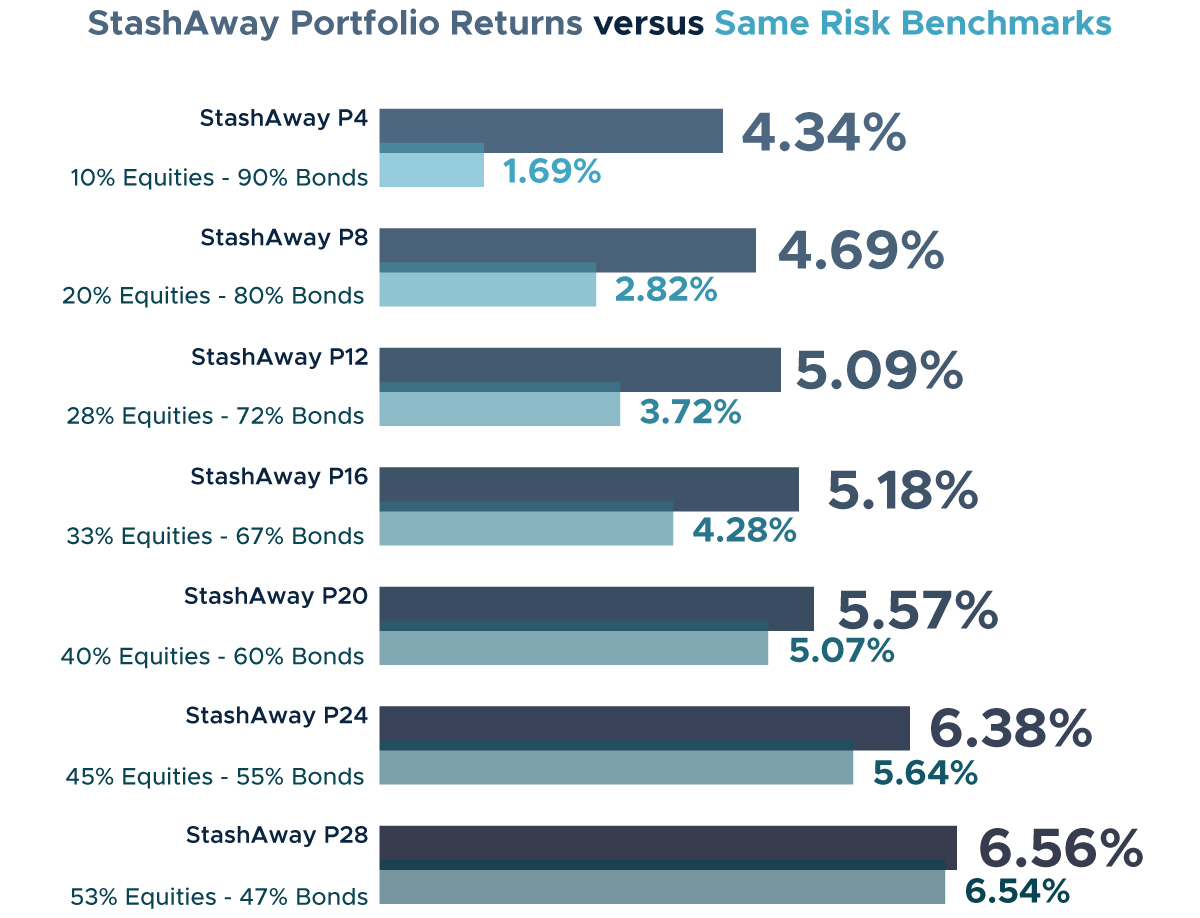 StashAway Portfolio Returns versus Same Risk Benchmarks
StashAway P4
4.34%
10% Equities - 90% Bonds
1.69%
StashAway P8
4.69%
20% Equities - 80% Bonds
2.82%
StashAway P12
5.09%
28% Equities - 72% Bonds
3.72%
StashAway P16
5.18%
33% Equities - 67% Bonds
4.28%
StashAway P20
5.57%
40% Equities - 60% Bonds
5.07%
StashAway P24
6.38%
45% Equities - 55% Bonds
5.64%
StashAway P28
6.56%
53% Equities - 47% Bonds
6.54%